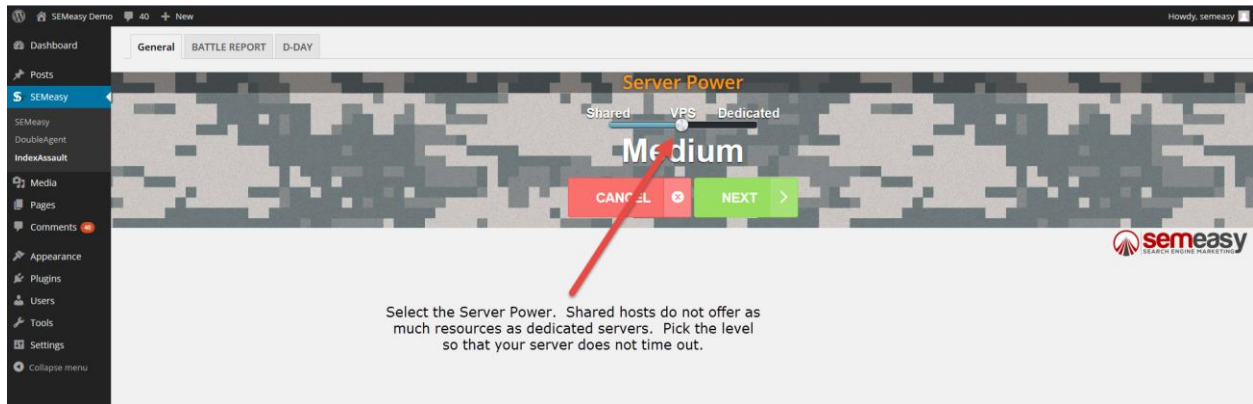 SEMeasy Demo 40 + New Howdy, semeasy
Dashboard
Posts
SEMeasy
SEMeasy
DoubleAgent
IndexAssault
Media
Pages
Comments 40
Appearance
Plugins
Users
Tools
Settings
Collapse menu
General BATTLE REPORT D-DAY
Server Power
Shared VPS Dedicated
Medium
CANCEL NEXT
semeasy
SEARCH ENGINE MARKETING
Select the Server Power. Shared hosts do not offer as
much resources as dedicated servers. Pick the level
so that your server does not time out.